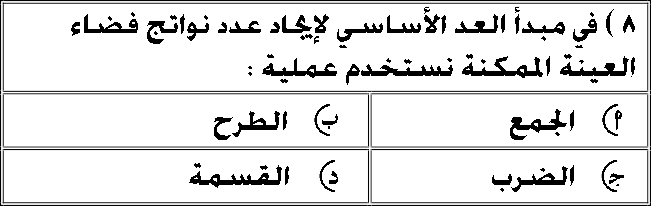 ٨ ) في مبدأ العد الأساسي لإيجاد عدد نواتج فضاء
العينة الممكنة نستخدم عملية :
أ) الجمع ب) الطرح
ج) الضرب د) القسمة